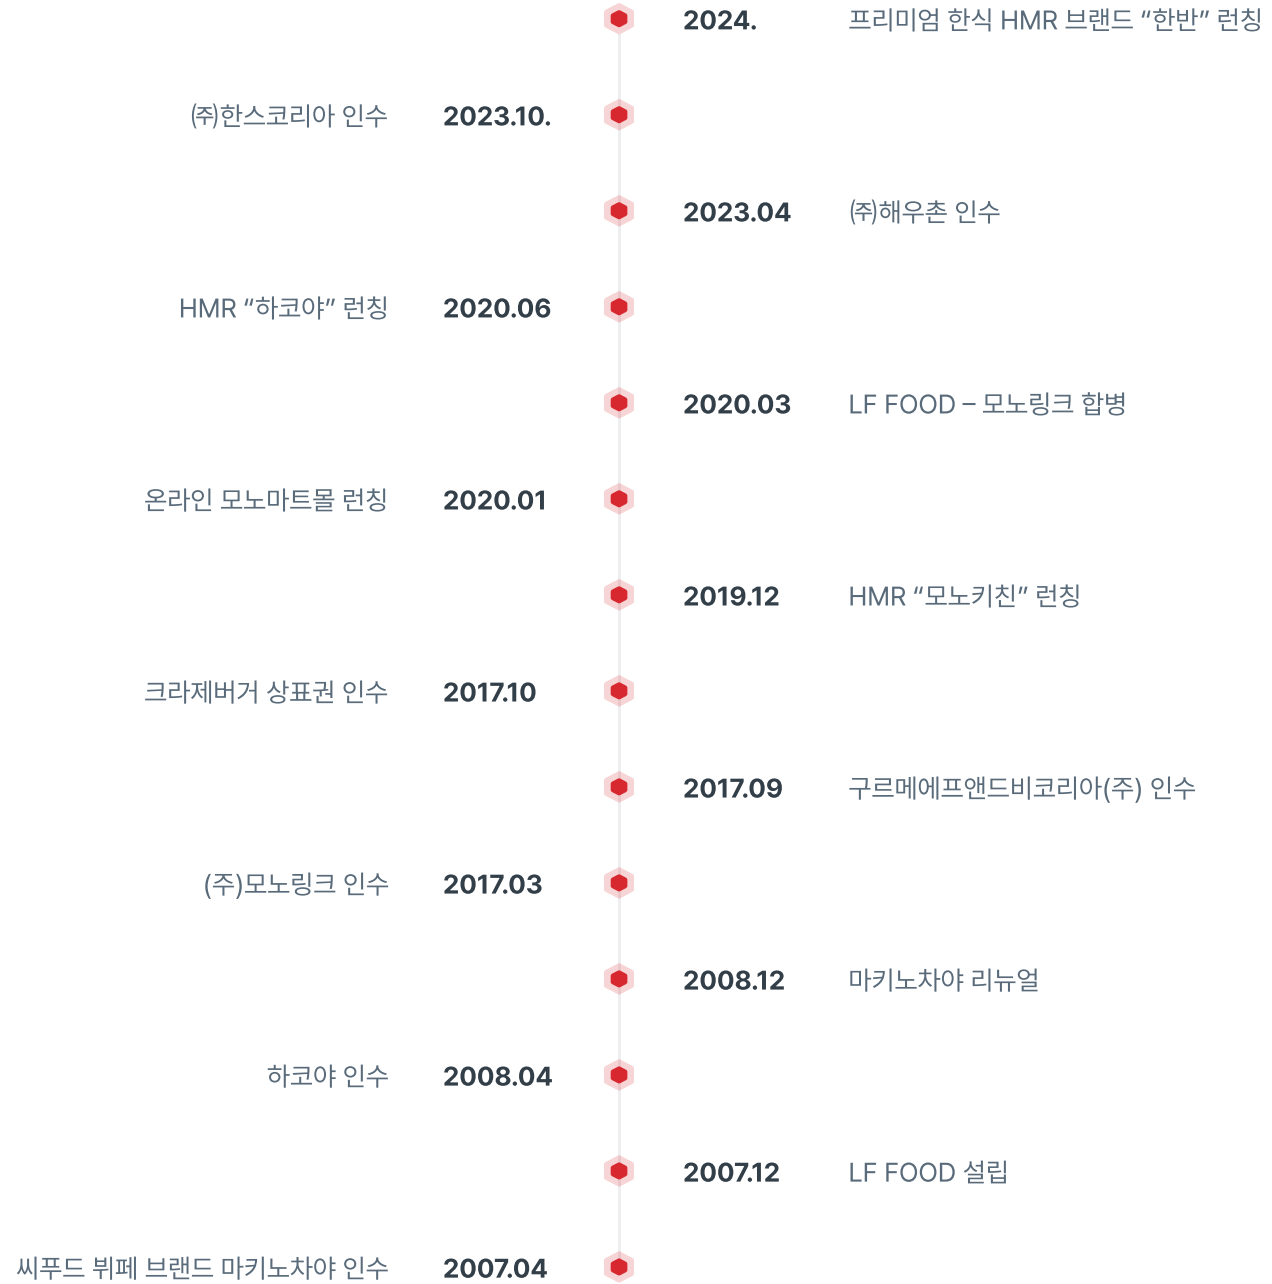 2024. 프리미엄 한식 HMR 브랜드 “한반” 런칭
㈜한스코리아 인수 2023.10.
2023.04 ㈜해우촌 인수
HMR “하코야” 런칭 2020.06
2020.03 LF FOOD – 모노링크 합병
온라인 모노마트몰 런칭 2020.01
2019.12 HMR “모노키친” 런칭
크라제버거 상표권 인수 2017.10
2017.09 구르메에프앤드비코리아(주) 인수
(주)모노링크 인수 2017.03
2008.12 마키노차야 리뉴얼
하코야 인수 2008.04
2007.12 LF FOOD 설립
씨푸드 뷔페 브랜드 마키노차야 인수 2007.04